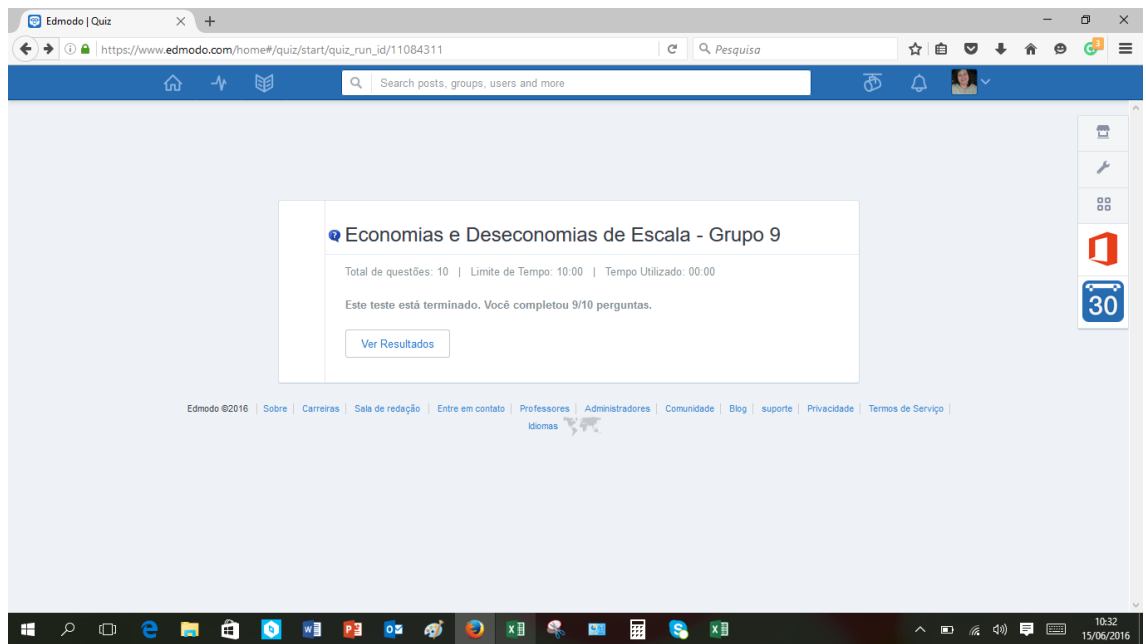 Edmodo | Quiz
https://www.edmodo.com/home#/quiz/start/quiz_run_id/11084311
Pesquisa
3
Search posts, groups, users and more
Economias e Deseconomias de Escala - Grupo 9
Total de questões: 10 | Limite de Tempo: 10:00 | Tempo Utilizado: 00:00
Este teste está terminado. Você completou 9/10 perguntas.
Ver Resultados
30
Edmodo ©2016 | Sobre | Carreiras | Sala de redação | Entre em contato | Professores | Administradores | Comunidade | Blog | suporte | Privacidade | Termos de Serviço |
Idiomas
10:32
15/06/2016